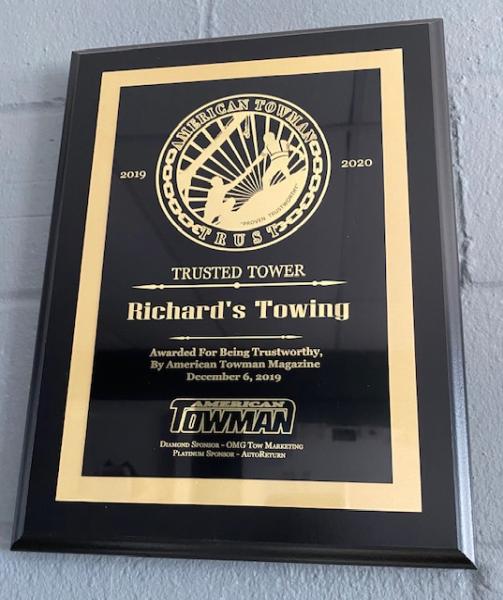 AMERICAN TOWMAN
2019
2020
"PROVEN TRUSTWORTHY"
TRUST
TRUSTED TOWER
Richard's Towing
Awarded For Being Trustworthy,
By American Towman Magazine
December 6, 2019
AMERICAN
TOWMAN
Diamond Sponsor - OMG Tow Marketing
Platinum Sponsor - AutoReturn